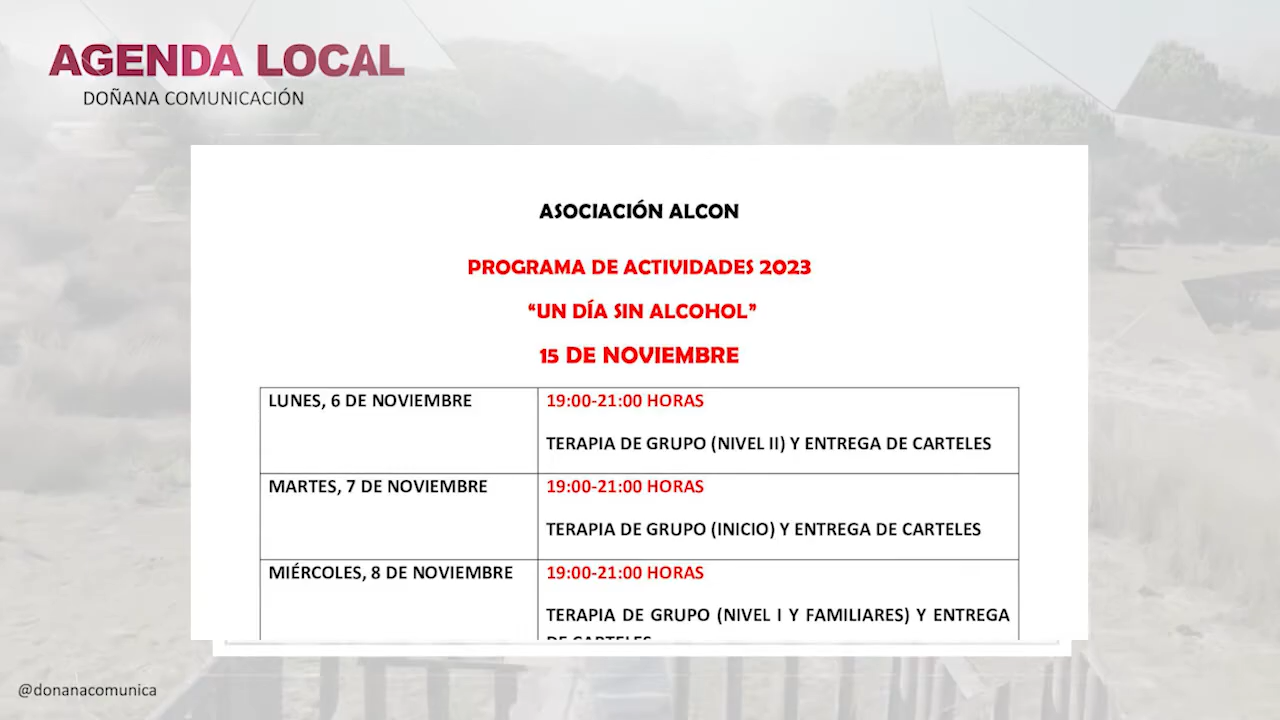 AGENDA LOCAL
DOÑANA COMUNICACIÓN
ASOCIACIÓN ALCON
PROGRAMA DE ACTIVIDADES 2023
“UN DÍA SIN ALCOHOL”
15 DE NOVIEMBRE
LUNES, 6 DE NOVIEMBRE
19:00-21:00 HORAS
TERAPIA DE GRUPO (NIVEL II) Y ENTREGA DE CARTELES
MARTES, 7 DE NOVIEMBRE
19:00-21:00 HORAS
TERAPIA DE GRUPO (INICIO) Y ENTREGA DE CARTELES
MIÉRCOLES, 8 DE NOVIEMBRE
19:00-21:00 HORAS
TERAPIA DE GRUPO (NIVEL I Y FAMILIARES) Y ENTREGA
DE CARTELES
@donanacomunica